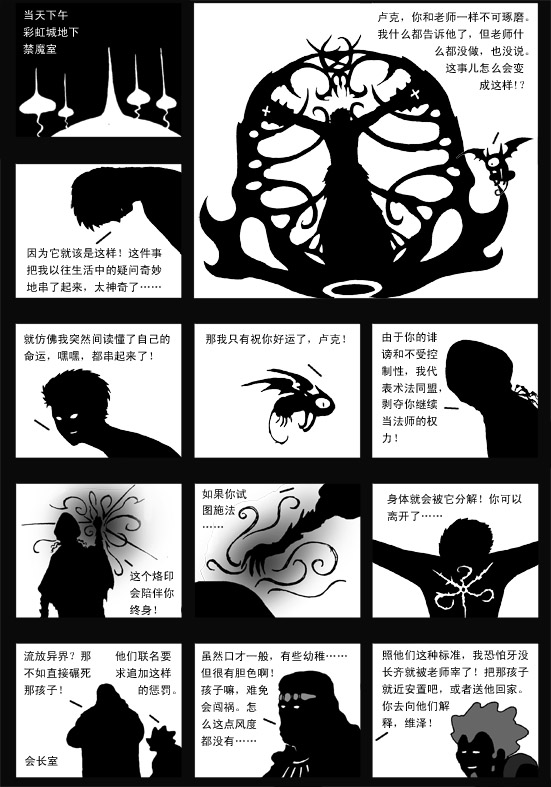 当天下午
彩虹城地下
禁魔室
卢克，你和老师一样不可琢磨。
我什么都告诉他了，但老师什
么都没做，也没说。
这事儿怎么会变
成这样！？
因为它就该是这样！这件事
把我以往生活中的疑问奇妙
地串了起来，太神奇了……
就仿佛我突然间读懂了自己的
命运，嘿嘿，都串起来了！
那我只有祝你好运了，卢克！
由于你的诽
谤和不受控
制性，我代
表术法同盟，
剥夺你继续
当法师的权
力！
这个烙印
会陪伴你
终身！
如果你试
图施法
……
身体就会被它分解！你可以
离开了……
流放异界？那
不如直接碾死
那孩子！
他们联名要
求追加这样
的惩罚。
会长室
虽然口才一般，有些幼稚……
但很有胆色啊！
孩子嘛，难免
会闯祸。怎
么这点风度
都没有……
照他们这种标准，我恐怕牙没
长齐就被老师宰了！把那孩子
就近安置吧，或者送他回家。
你去向他们解
释，维泽！